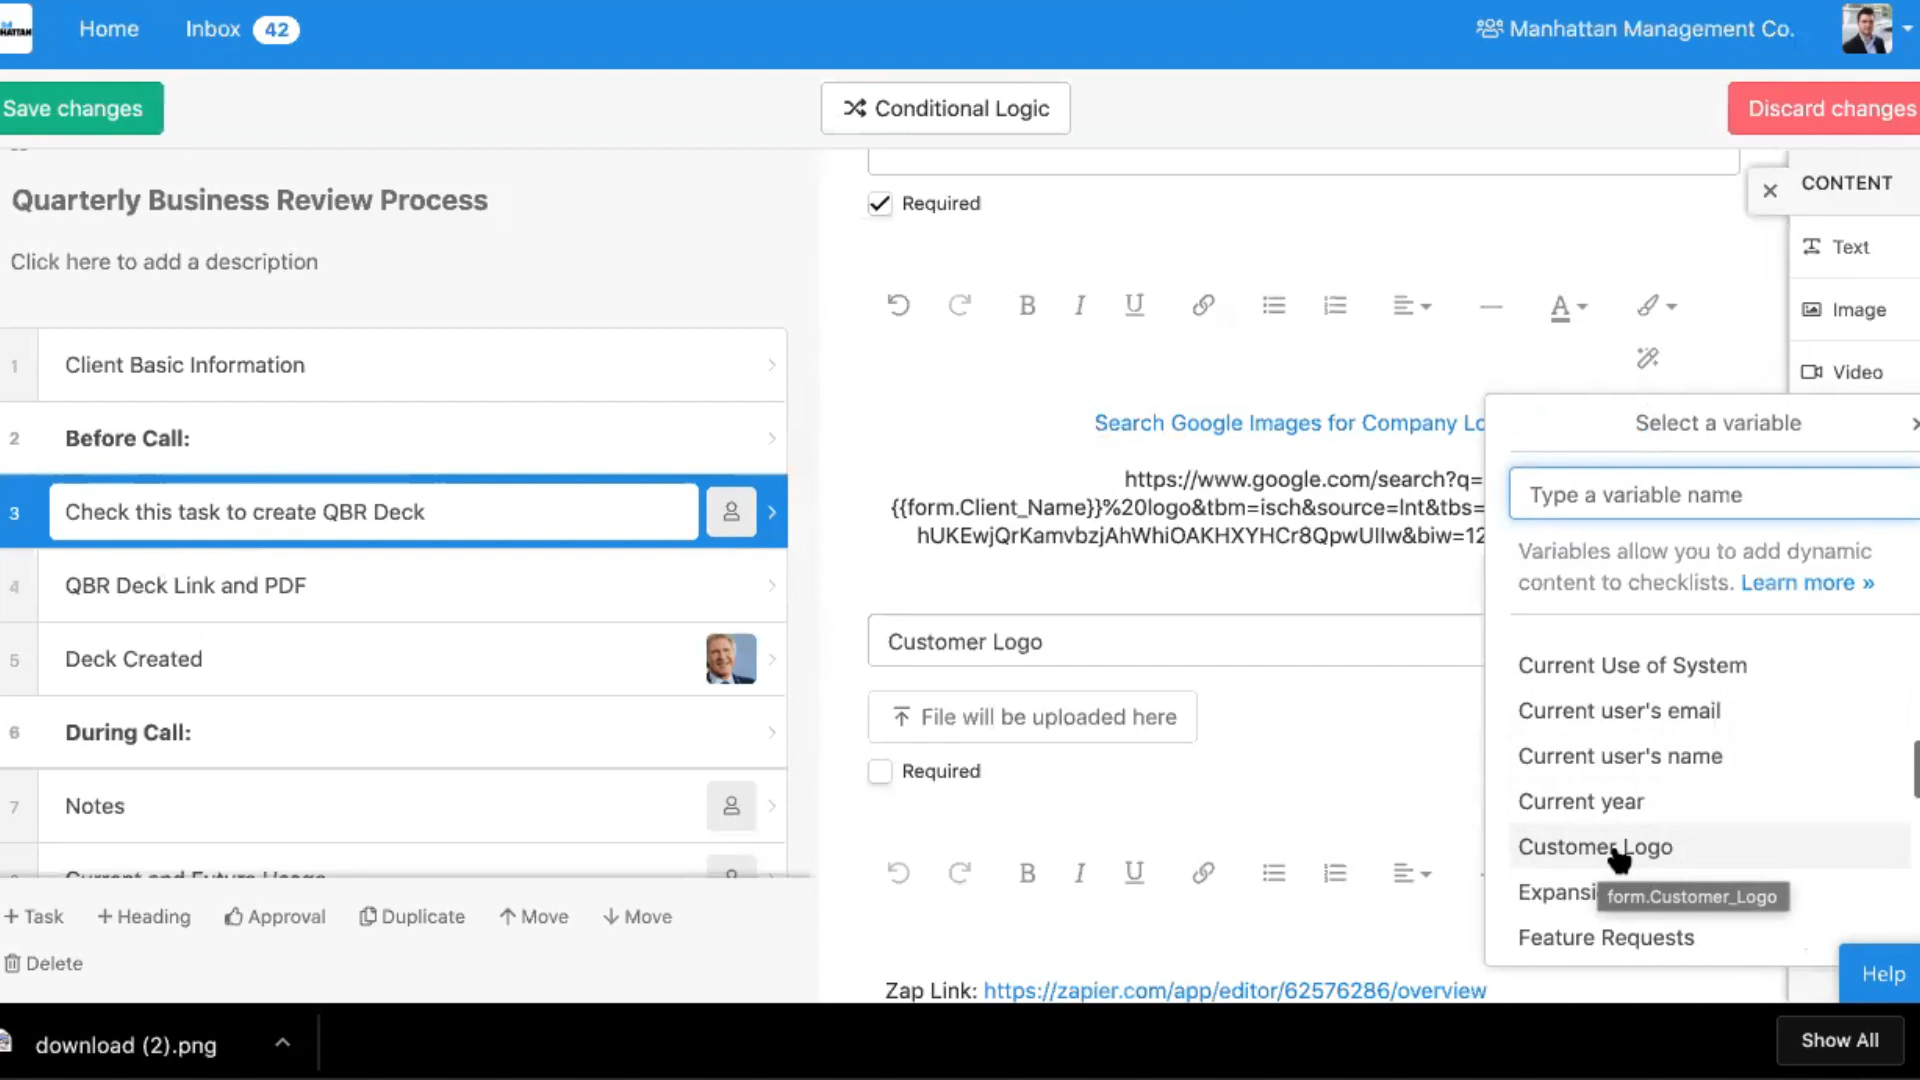 Home
Inbox 42
Manhattan Management Co.
Save changes
Conditional Logic
Discard changes
Quarterly Business Review Process
Click here to add a description
1 Client Basic Information
2 Before Call:
3 Check this task to create QBR Deck
4 QBR Deck Link and PDF
5 Deck Created
6 During Call:
7 Notes
Current and Future Usage
+ Task
+ Heading
Approval
Duplicate
Move
Move
Delete
Required
B I U
A
Search Google Images for Company Lo
https://www.google.com/search?q=
{{form.Client_Name}}%20logo&tbm=isch&source=lnt&tbs=
hUKEwjQrKamvbzjAhWhiOAKHXYHCr8QpwUIIw&biw=12
Customer Logo
File will be uploaded here
Required
B I U
Zap Link: https://zapier.com/app/editor/62576286/overview
CONTENT
Text
Image
Video
Select a variable
Type a variable name
Variables allow you to add dynamic
content to checklists. Learn more »
Current Use of System
Current user's email
Current user's name
Current year
Customer Logo
Expansi
form.Customer_Logo
Feature Requests
Help
download (2).png
Show All